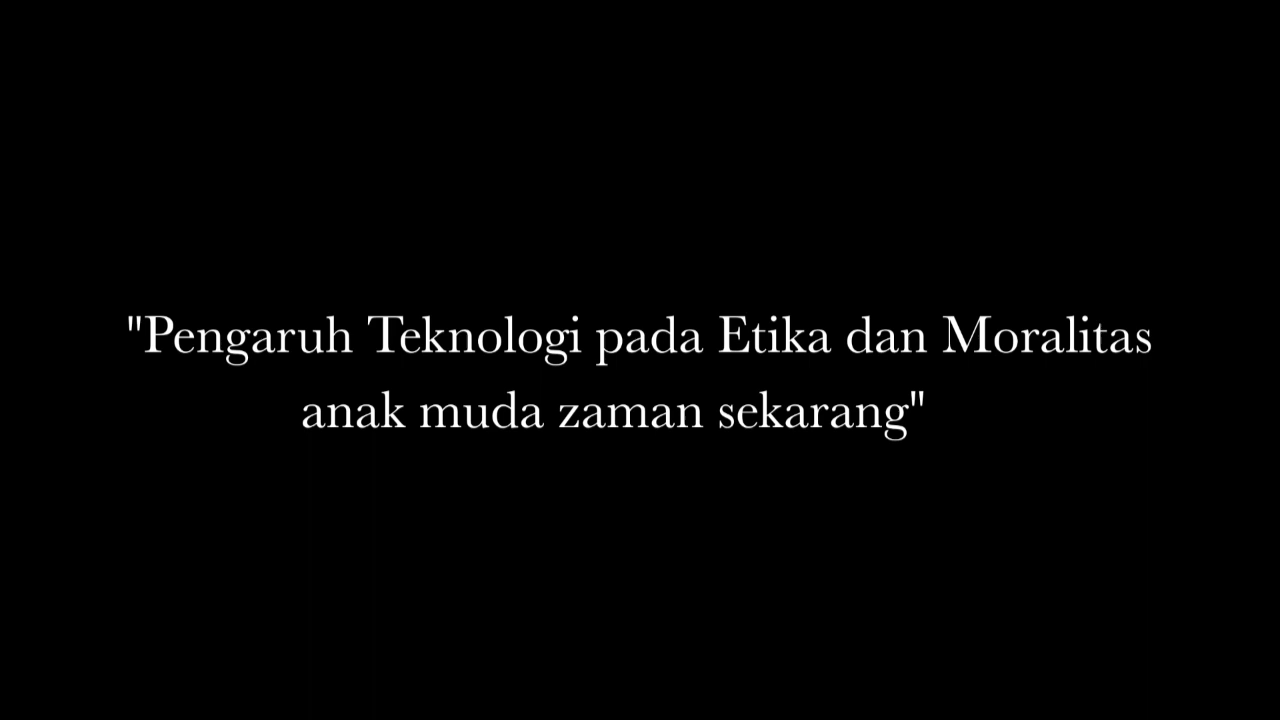 "Pengaruh Teknologi pada Etika dan Moralitas
anak muda zaman sekarang"